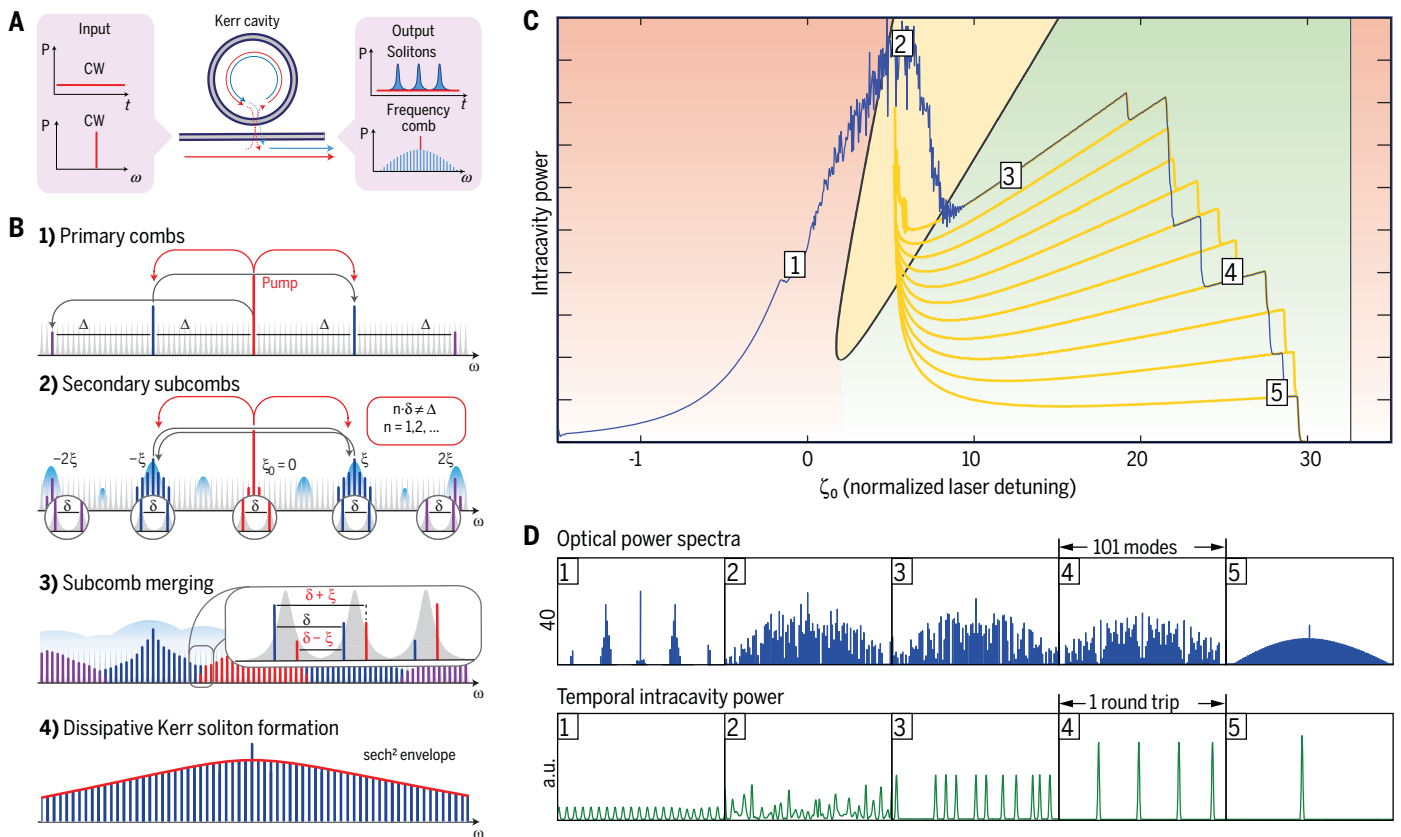 A
Input
P
CW
t
P
CW
ω
Kerr cavity
Output
Solitons
P
t
Frequency
comb
P
ω
B
1) Primary combs
Pump
Δ
Δ
Δ
Δ
ω
2) Secondary subcombs
n·δ ≠ Δ
n = 1,2, ...
−2ξ
−ξ
ξ₀ = 0
ξ
2ξ
δ
δ
δ
δ
δ
ω
3) Subcomb merging
δ + ξ
δ
δ − ξ
ω
4) Dissipative Kerr soliton formation
sech² envelope
ω
C
Intracavity power
1
2
3
4
5
-1
0
10
20
30
ζ₀ (normalized laser detuning)
D
Optical power spectra
101 modes
40
1
2
3
4
5
Temporal intracavity power
1 round trip
a.u.
1
2
3
4
5